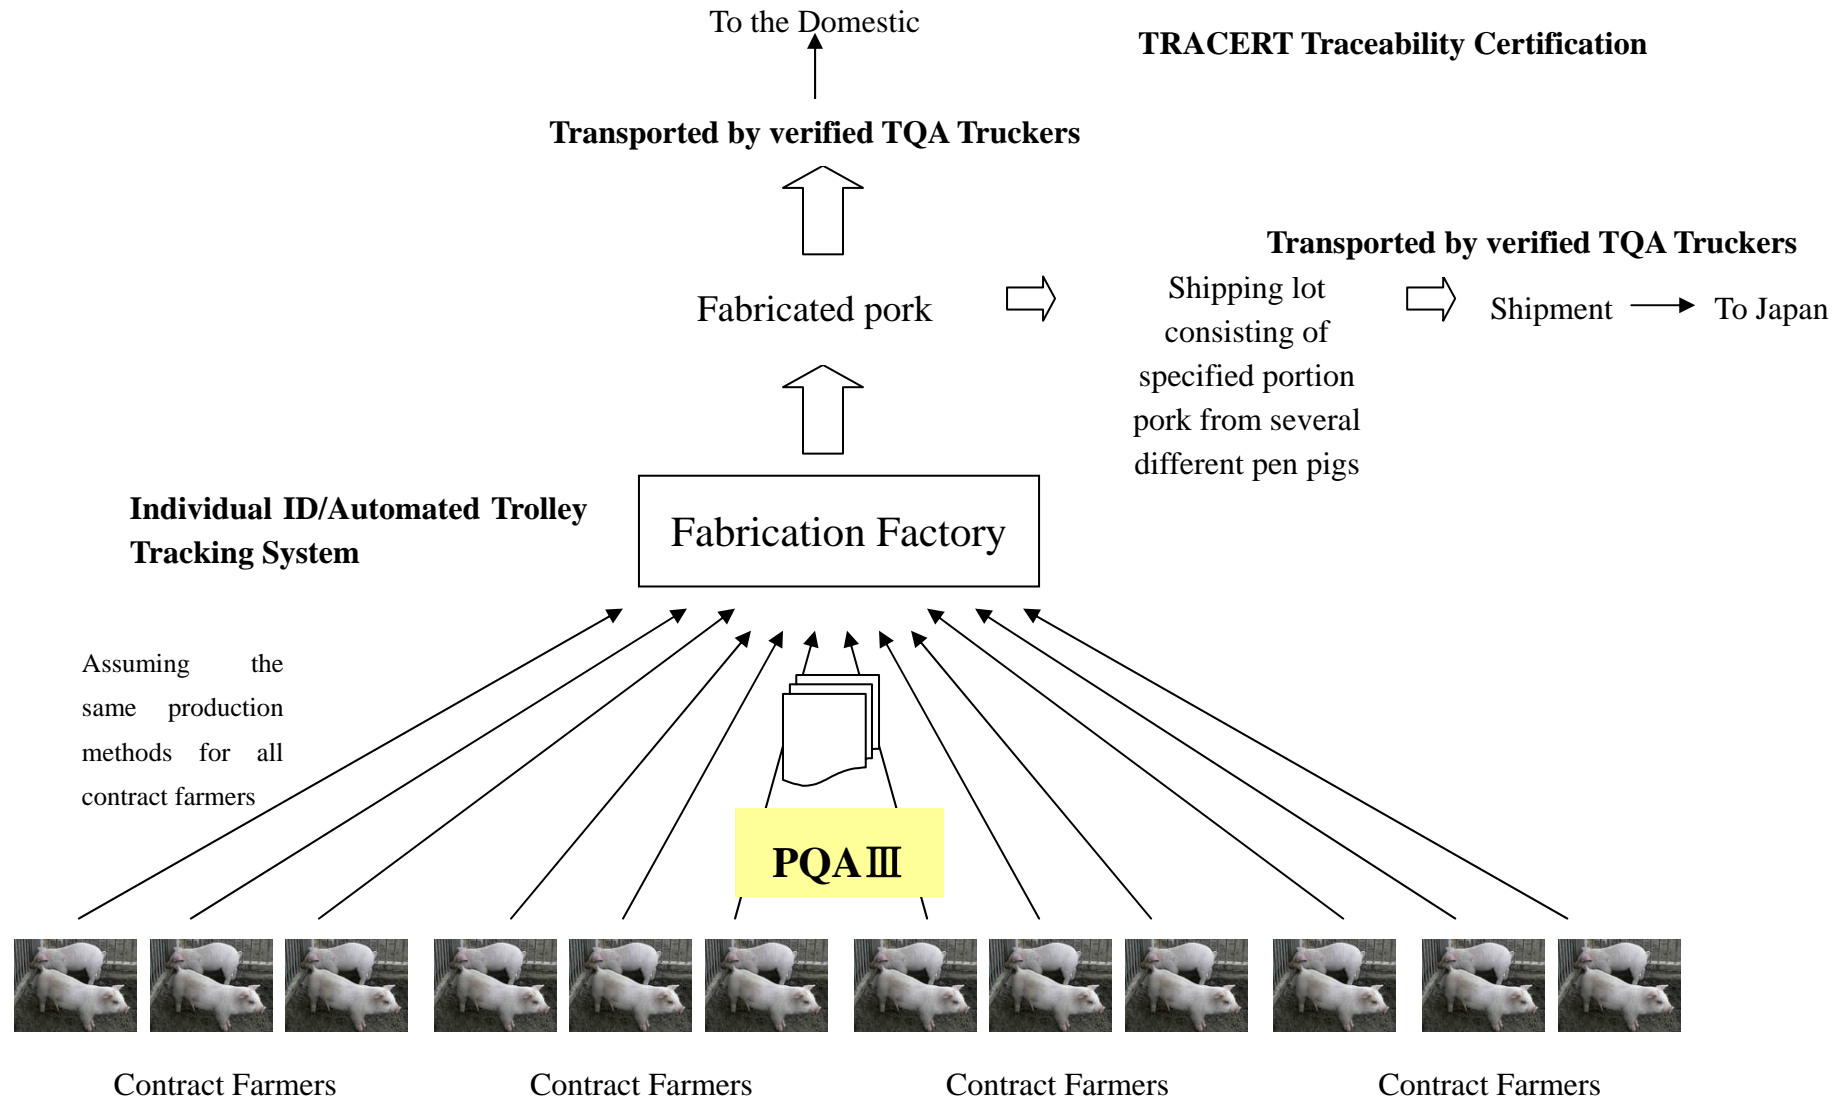 To the Domestic
TRACERT Traceability Certification
Transported by verified TQA Truckers
Transported by verified TQA Truckers
Fabricated pork
Shipping lot
consisting of
specified portion
pork from several
different pen pigs
Shipment
To Japan
Individual ID/Automated Trolley
Tracking System
Fabrication Factory
Assuming the
same production
methods for all
contract farmers
PQAⅢ
Contract Farmers
Contract Farmers
Contract Farmers
Contract Farmers